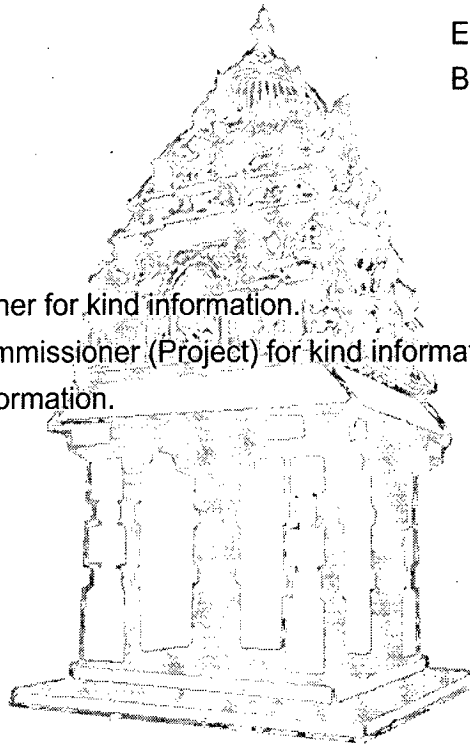 E
B
ner for kind information.
mmissioner (Project) for kind informat
ormation.